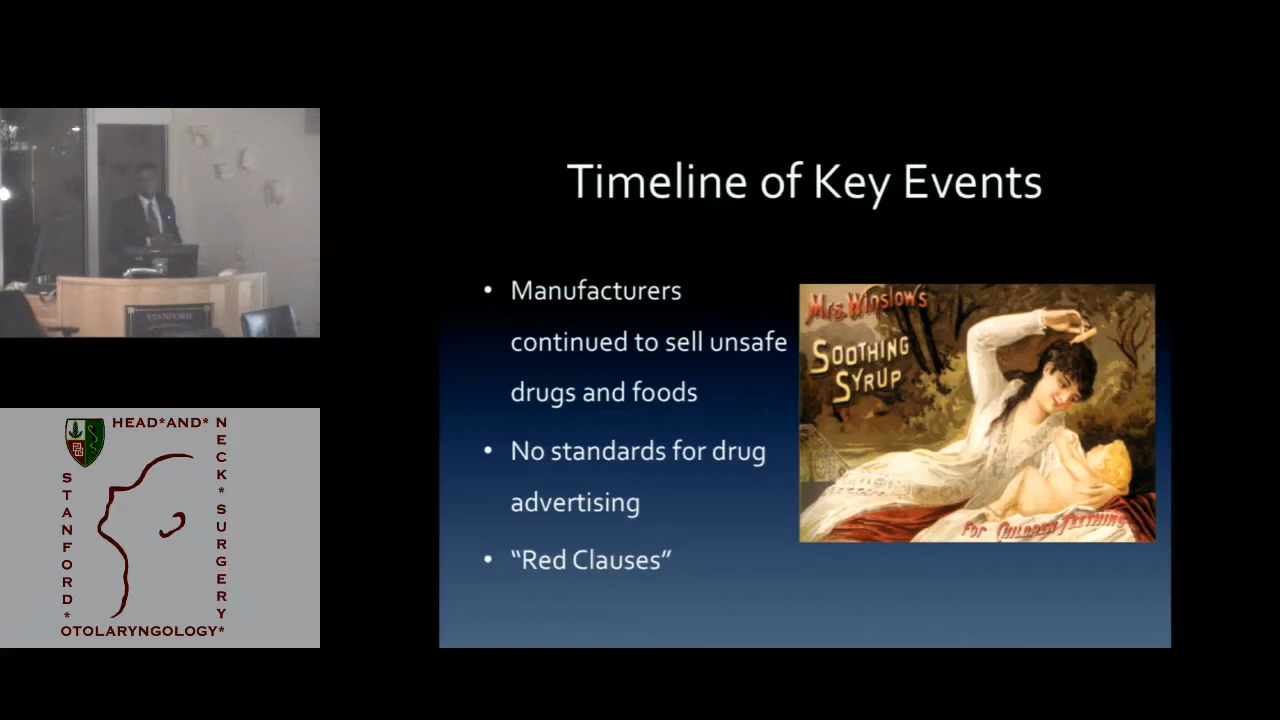 Timeline of Key Events
• Manufacturers
continued to sell unsafe
drugs and foods
• No standards for drug
advertising
• “Red Clauses”
Mrs. Winslow's
SOOTHING
SYRUP
FOR CHILDREN TEETHING
STANFORD
HEAD*AND*
NECK*SURGERY*
STANFORD*
OTOLARYNGOLOGY*